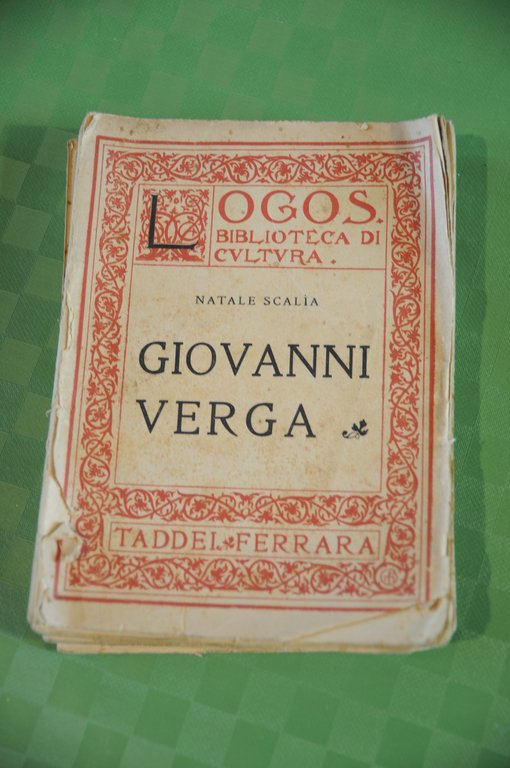 LOGOS.
BIBLIOTECA DI
CVLTVRA.
NATALE SCALÌA
GIOVANNI
VERGA
TADDEI FERRARA